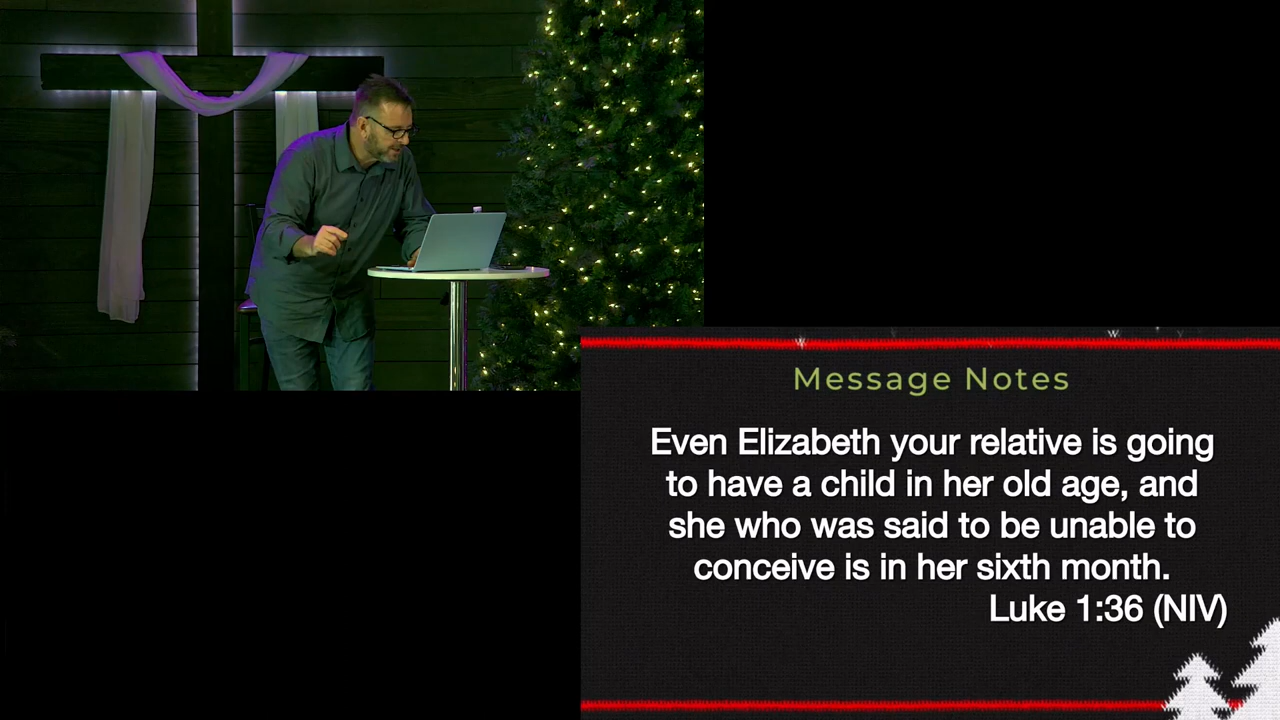 Message Notes
Even Elizabeth your relative is going
to have a child in her old age, and
she who was said to be unable to
conceive is in her sixth month.
Luke 1:36 (NIV)